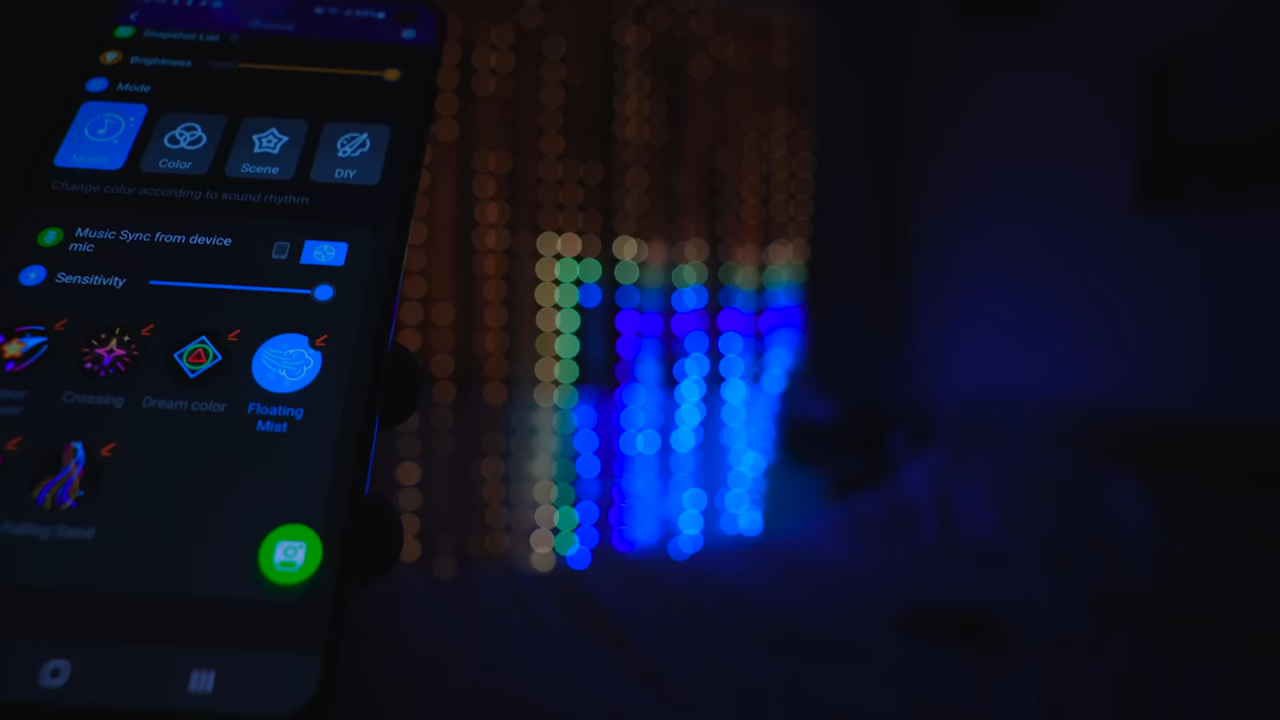 Snapshot List
Brightness
Mode
Music
Color
Scene
DIY
Change color according to sound rhythm
Music Sync from device
mic
Sensitivity
Crossing
Dream color
Floating
Mist
Falling Sand